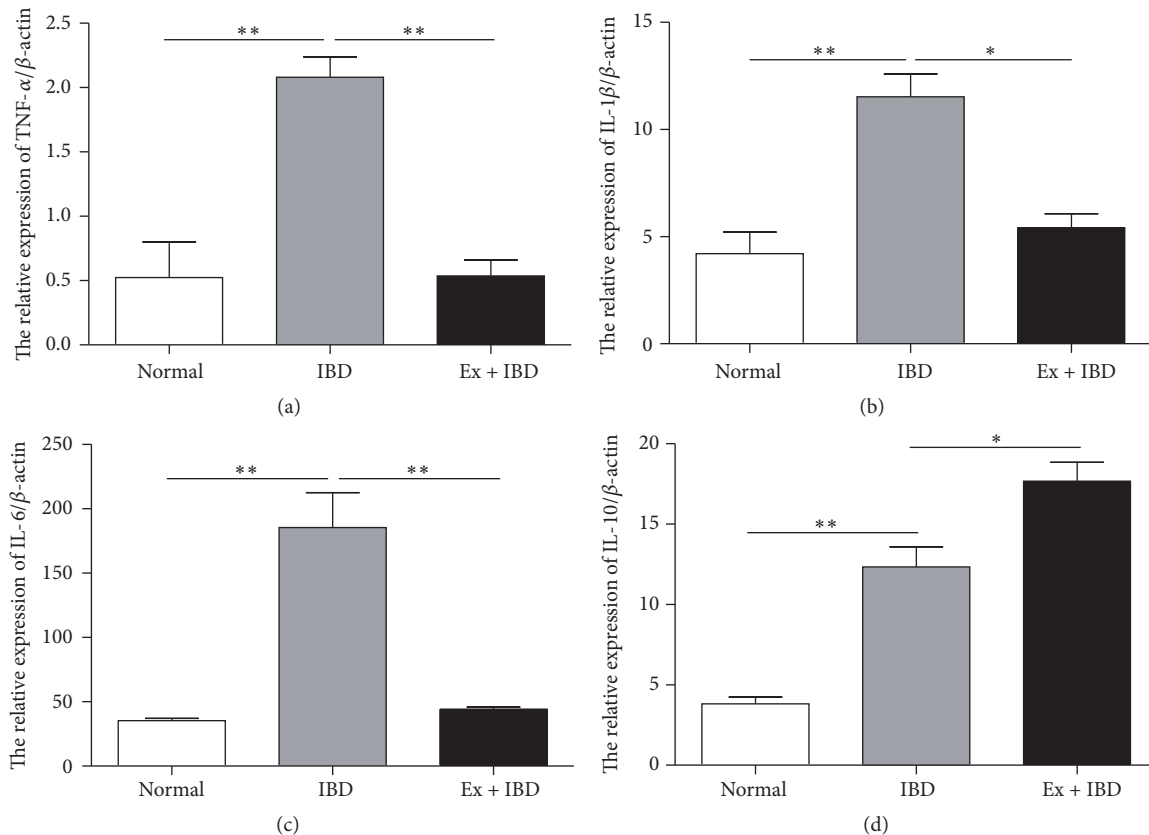 The relative expression of TNF-α/β-actin
2.5
2.0
1.5
1.0
0.5
0.0
**
**
Normal
IBD
Ex + IBD
(a)
The relative expression of IL-1β/β-actin
15
10
5
0
**
*
Normal
IBD
Ex + IBD
(b)
The relative expression of IL-6/β-actin
250
200
150
100
50
0
**
**
Normal
IBD
Ex + IBD
(c)
The relative expression of IL-10/β-actin
20
15
10
5
0
**
*
Normal
IBD
Ex + IBD
(d)